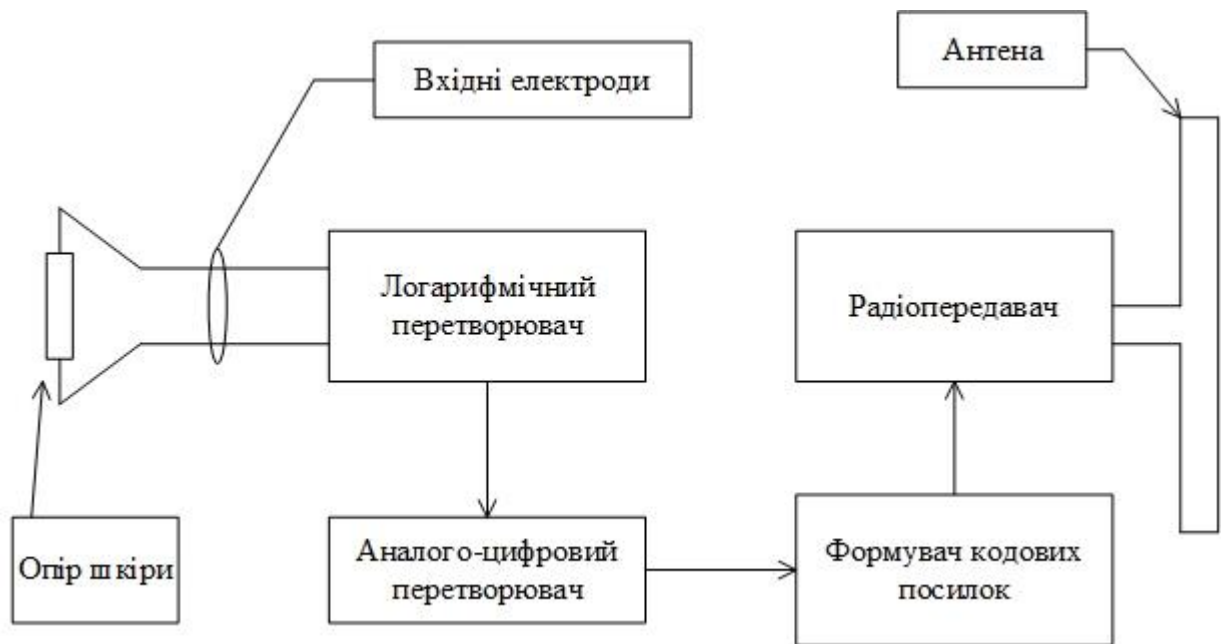 Антена
Вхідні електроди
Логарифмічний
перетворювач
Радіопередавач
Опір шкіри
Аналого-цифровий
перетворювач
Формувач кодових
посилок